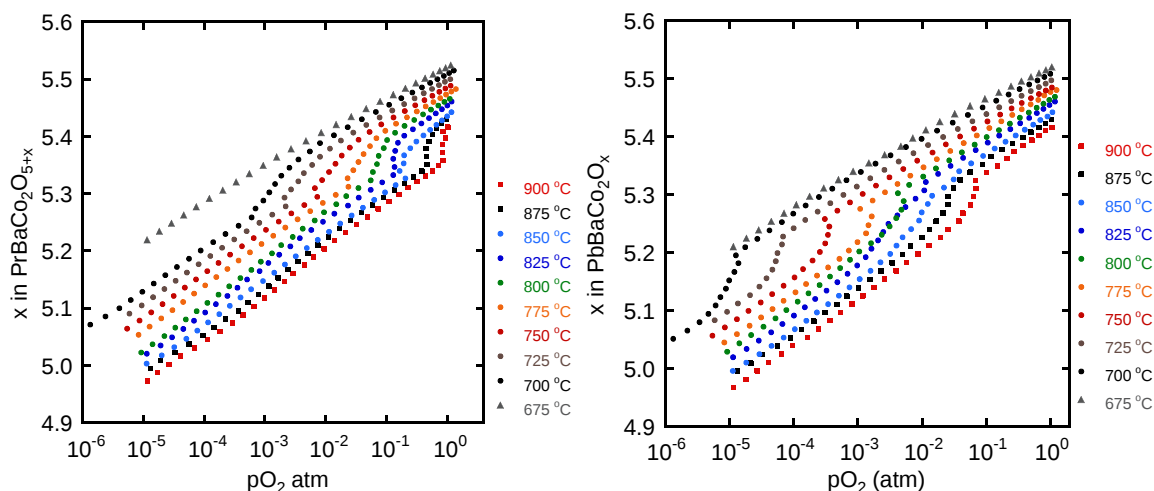 5.6
5.5
5.4
5.3
5.2
5.1
5.0
4.9
x in PrBaCo₂O₅₊ₓ
10⁻⁶ 10⁻⁵ 10⁻⁴ 10⁻³ 10⁻² 10⁻¹ 10⁰
pO₂ atm
900 °C
875 °C
850 °C
825 °C
800 °C
775 °C
750 °C
725 °C
700 °C
675 °C
5.6
5.5
5.4
5.3
5.2
5.1
5.0
4.9
x in PbBaCo₂Oₓ
10⁻⁶ 10⁻⁵ 10⁻⁴ 10⁻³ 10⁻² 10⁻¹ 10⁰
pO₂ (atm)
900 °C
875 °C
850 °C
825 °C
800 °C
775 °C
750 °C
725 °C
700 °C
675 °C